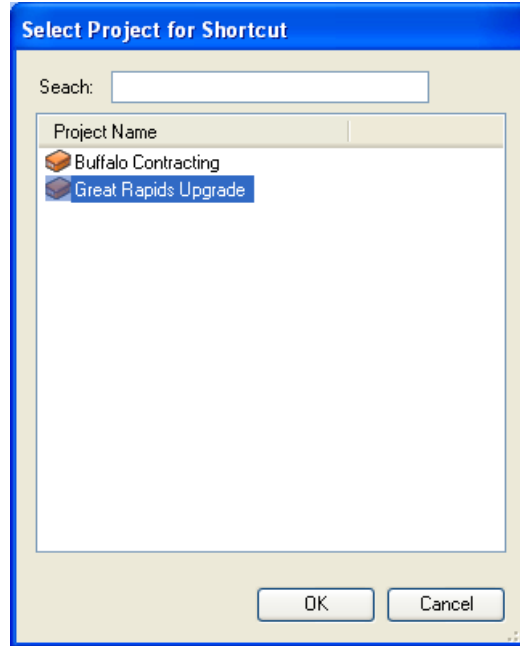 Select Project for Shortcut
Seach:
Project Name
Buffalo Contracting
Great Rapids Upgrade
OK Cancel